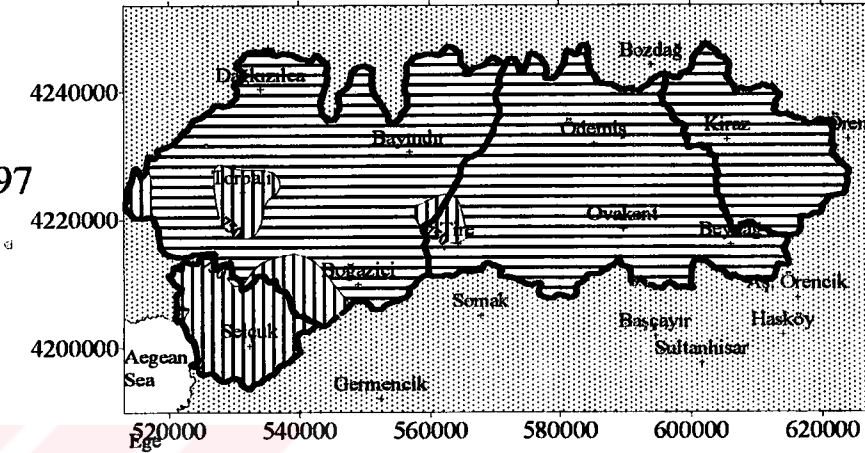 Bozdağ
Dağkızılca
4240000
Bayındır
Ödemiş
Kiraz
Ören
97
Torbalı
4220000
Ovakent
Tire
Beydağ
Boğaziçi
Aş. Örencik
Somak
Selçuk
Başçayır
Hasköy
4200000
Sultanhisar
Aegean
Sea
Germencik
Ege
520000 540000 560000 580000 600000 620000